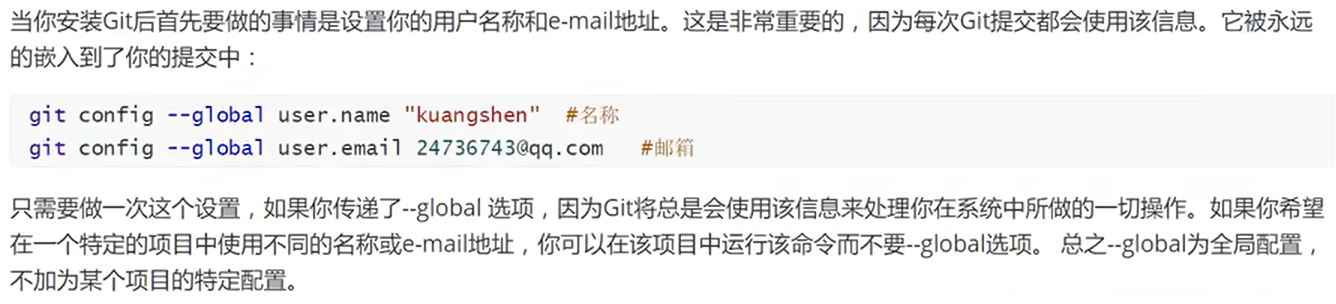 当你安装Git后首先要做的事情是设置你的用户名称和e-mail地址。这是非常重要的，因为每次Git提交都会使用该信息。它被永远
的嵌入到了你的提交中：
git config --global user.name "kuangshen"  #名称
git config --global user.email 24736743@qq.com   #邮箱
只需要做一次这个设置，如果你传递了--global 选项，因为Git将总是会使用该信息来处理你在系统中所做的一切操作。如果你希望
在一个特定的项目中使用不同的名称或e-mail地址，你可以在该项目中运行该命令而不要--global选项。 总之--global为全局配置，
不加为某个项目的特定配置。